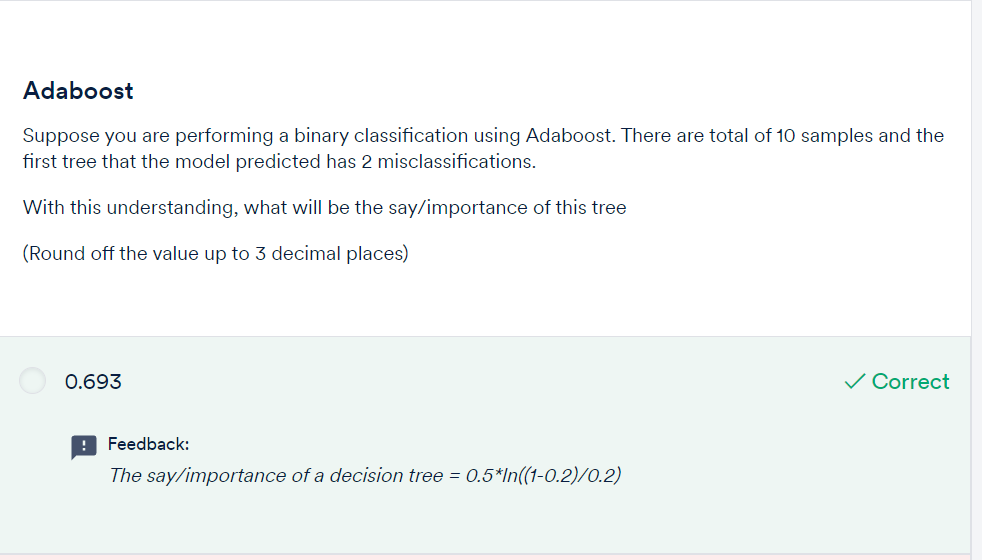 Adaboost
Suppose you are performing a binary classification using Adaboost. There are total of 10 samples and the
first tree that the model predicted has 2 misclassifications.
With this understanding, what will be the say/importance of this tree
(Round off the value up to 3 decimal places)
0.693
Correct
Feedback:
The say/importance of a decision tree = 0.5*ln((1-0.2)/0.2)